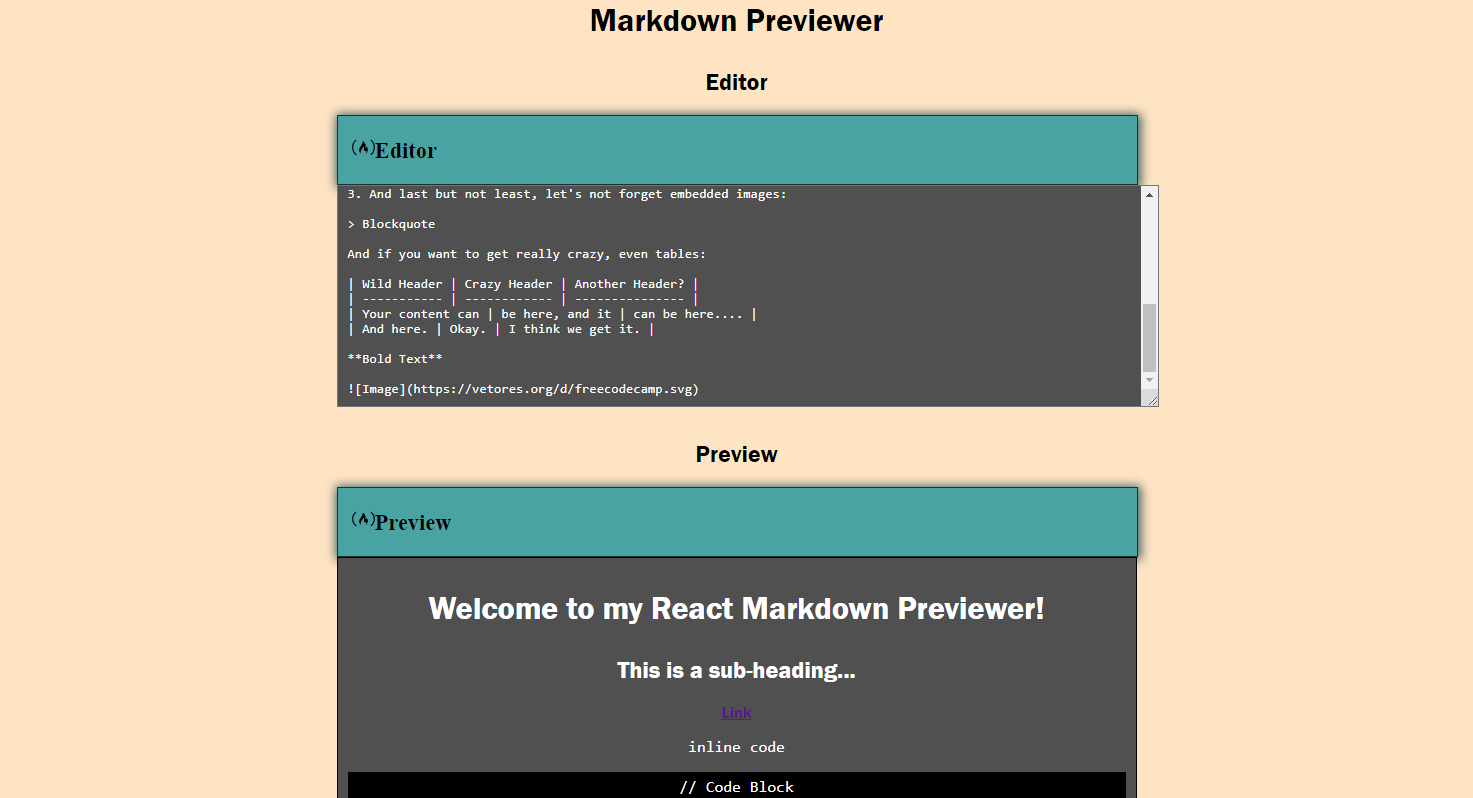 Markdown Previewer
Editor
Editor
3. And last but not least, let's not forget embedded images:
> Blockquote
And if you want to get really crazy, even tables:
| Wild Header | Crazy Header | Another Header? |
| ----------- | ------------ | --------------- |
| Your content can | be here, and it | can be here.... |
| And here. | Okay. | I think we get it. |
**Bold Text**
![Image](https://vetores.org/d/freecodecamp.svg)
Preview
Preview
Welcome to my React Markdown Previewer!
This is a sub-heading...
Link
inline code
// Code Block